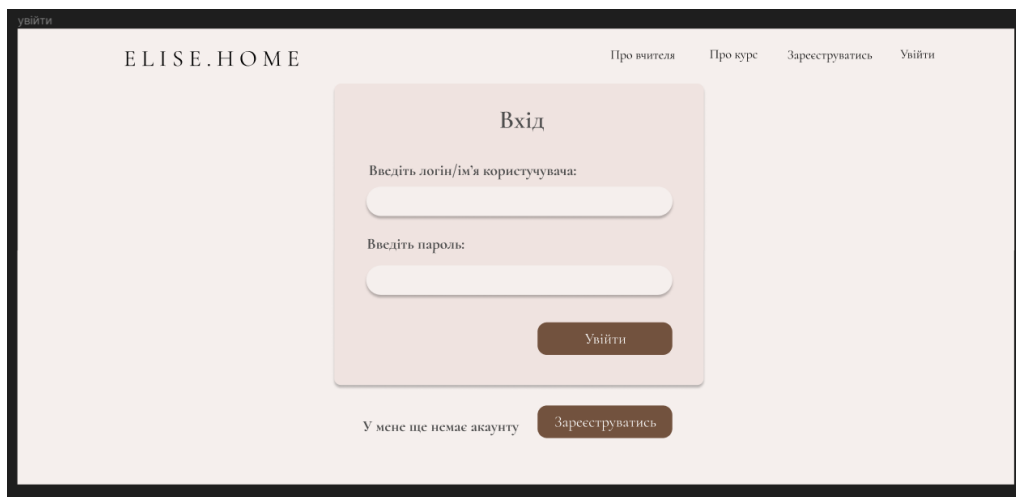 увійти
ELISE.HOME
Про вчителя Про курс Зареєструватись Увійти
Вхід
Введіть логін/ім'я користучувача:
Введіть пароль:
Увійти
У мене ще немає акаунту Зареєструватись